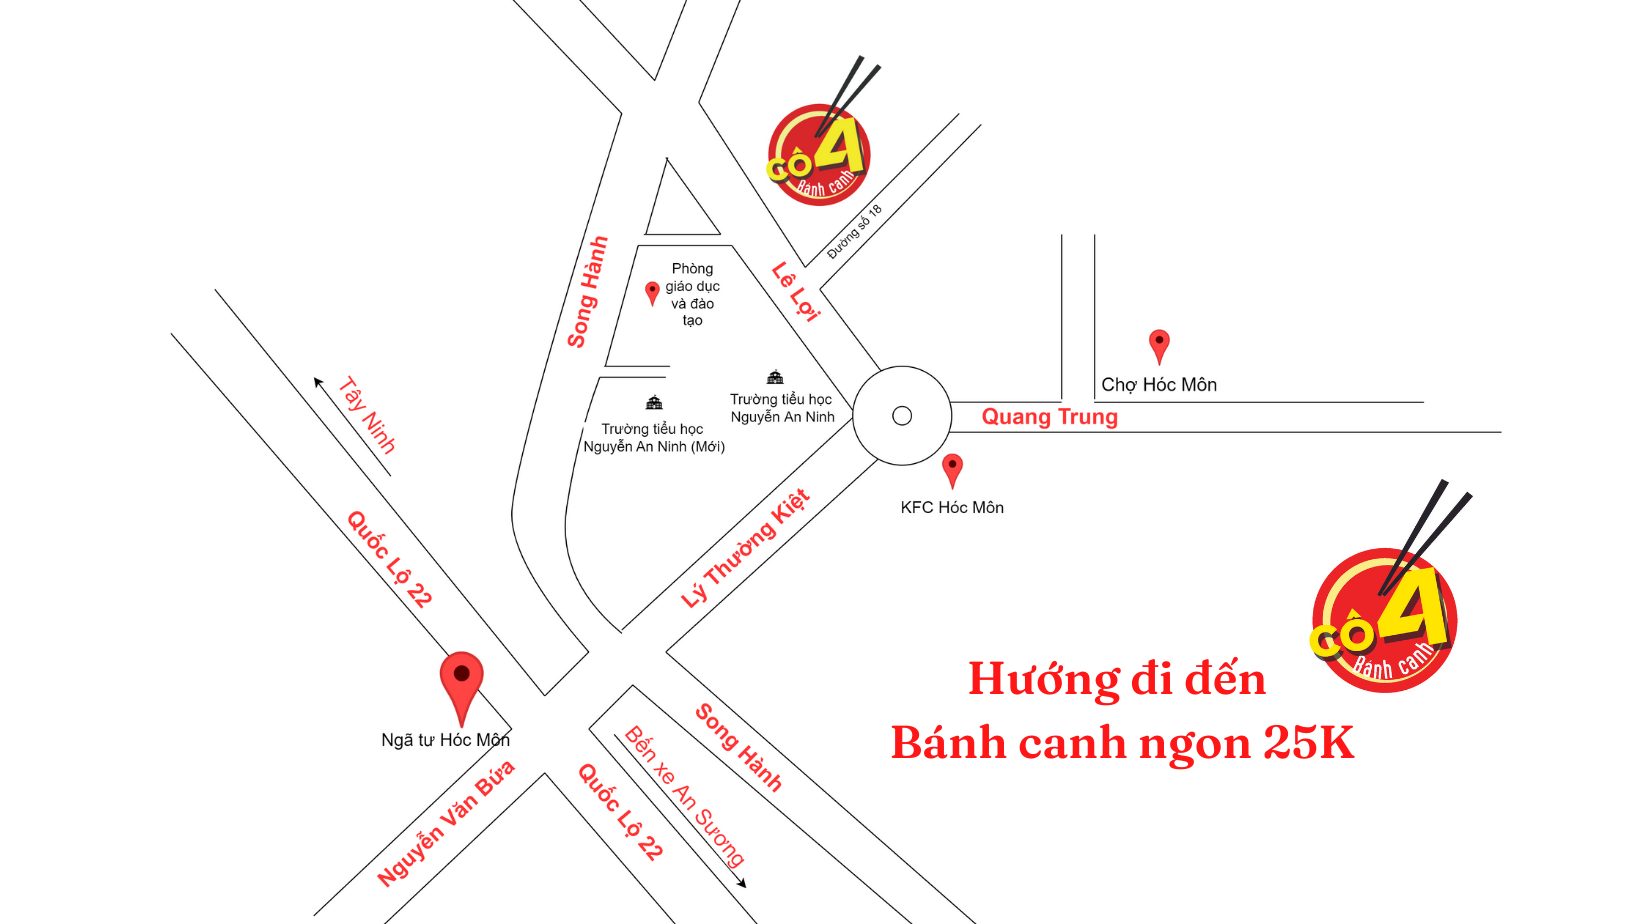 CÔ 4
Bánh canh
Đường số 18
Song Hành
Phòng
giáo dục
và đào
tạo
Lê Lợi
Chợ Hóc Môn
Quang Trung
Trường tiểu học
Nguyễn An Ninh
Trường tiểu học
Nguyễn An Ninh (Mới)
Tây Ninh
KFC Hóc Môn
Quốc Lộ 22
Lý Thường Kiệt
CÔ 4
Bánh canh
Hướng đi đến
Bánh canh ngon 25K
Ngã tư Hóc Môn
Song Hành
Bến xe An Sương
Nguyễn Văn Bứa
Quốc Lộ 22